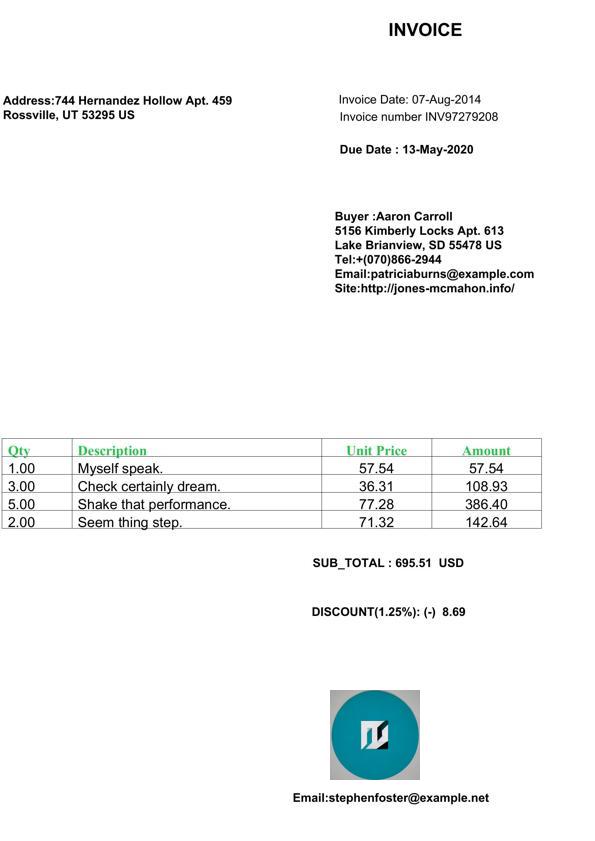 INVOICE
Address:744 Hernandez Hollow Apt. 459
Rossville, UT 53295 US
Invoice Date: 07-Aug-2014
Invoice number INV97279208
Due Date : 13-May-2020
Buyer :Aaron Carroll
5156 Kimberly Locks Apt. 613
Lake Brianview, SD 55478 US
Tel:+(070)866-2944
Email:patriciaburns@example.com
Site:http://jones-mcmahon.info/
Qty Description Unit Price Amount
1.00 Myself speak. 57.54 57.54
3.00 Check certainly dream. 36.31 108.93
5.00 Shake that performance. 77.28 386.40
2.00 Seem thing step. 71.32 142.64
SUB_TOTAL : 695.51 USD
DISCOUNT(1.25%): (-) 8.69
Email:stephenfoster@example.net